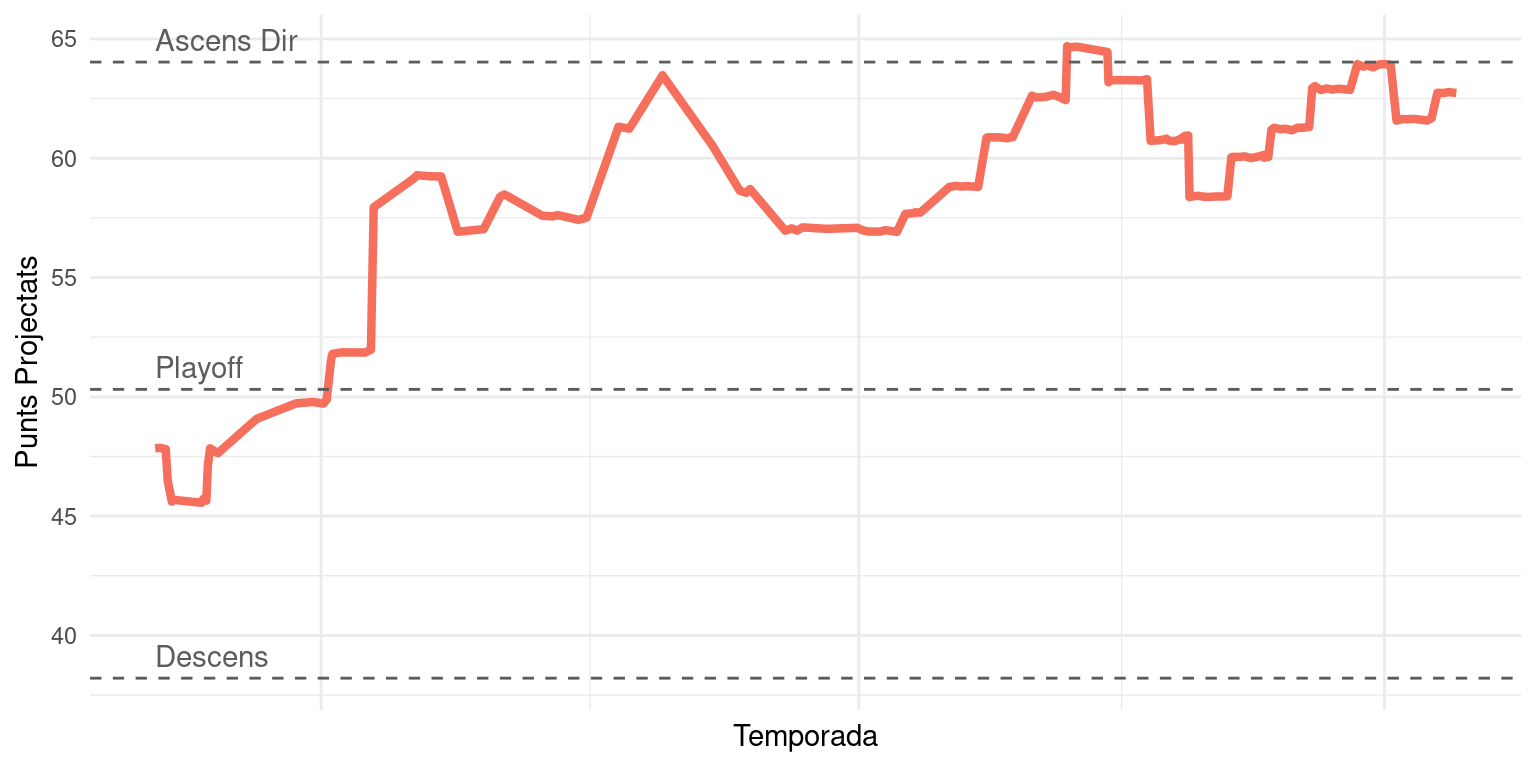 65
Ascens Dir
60
55
Playoff
50
45
40
Descens
Punts Projectats
Temporada